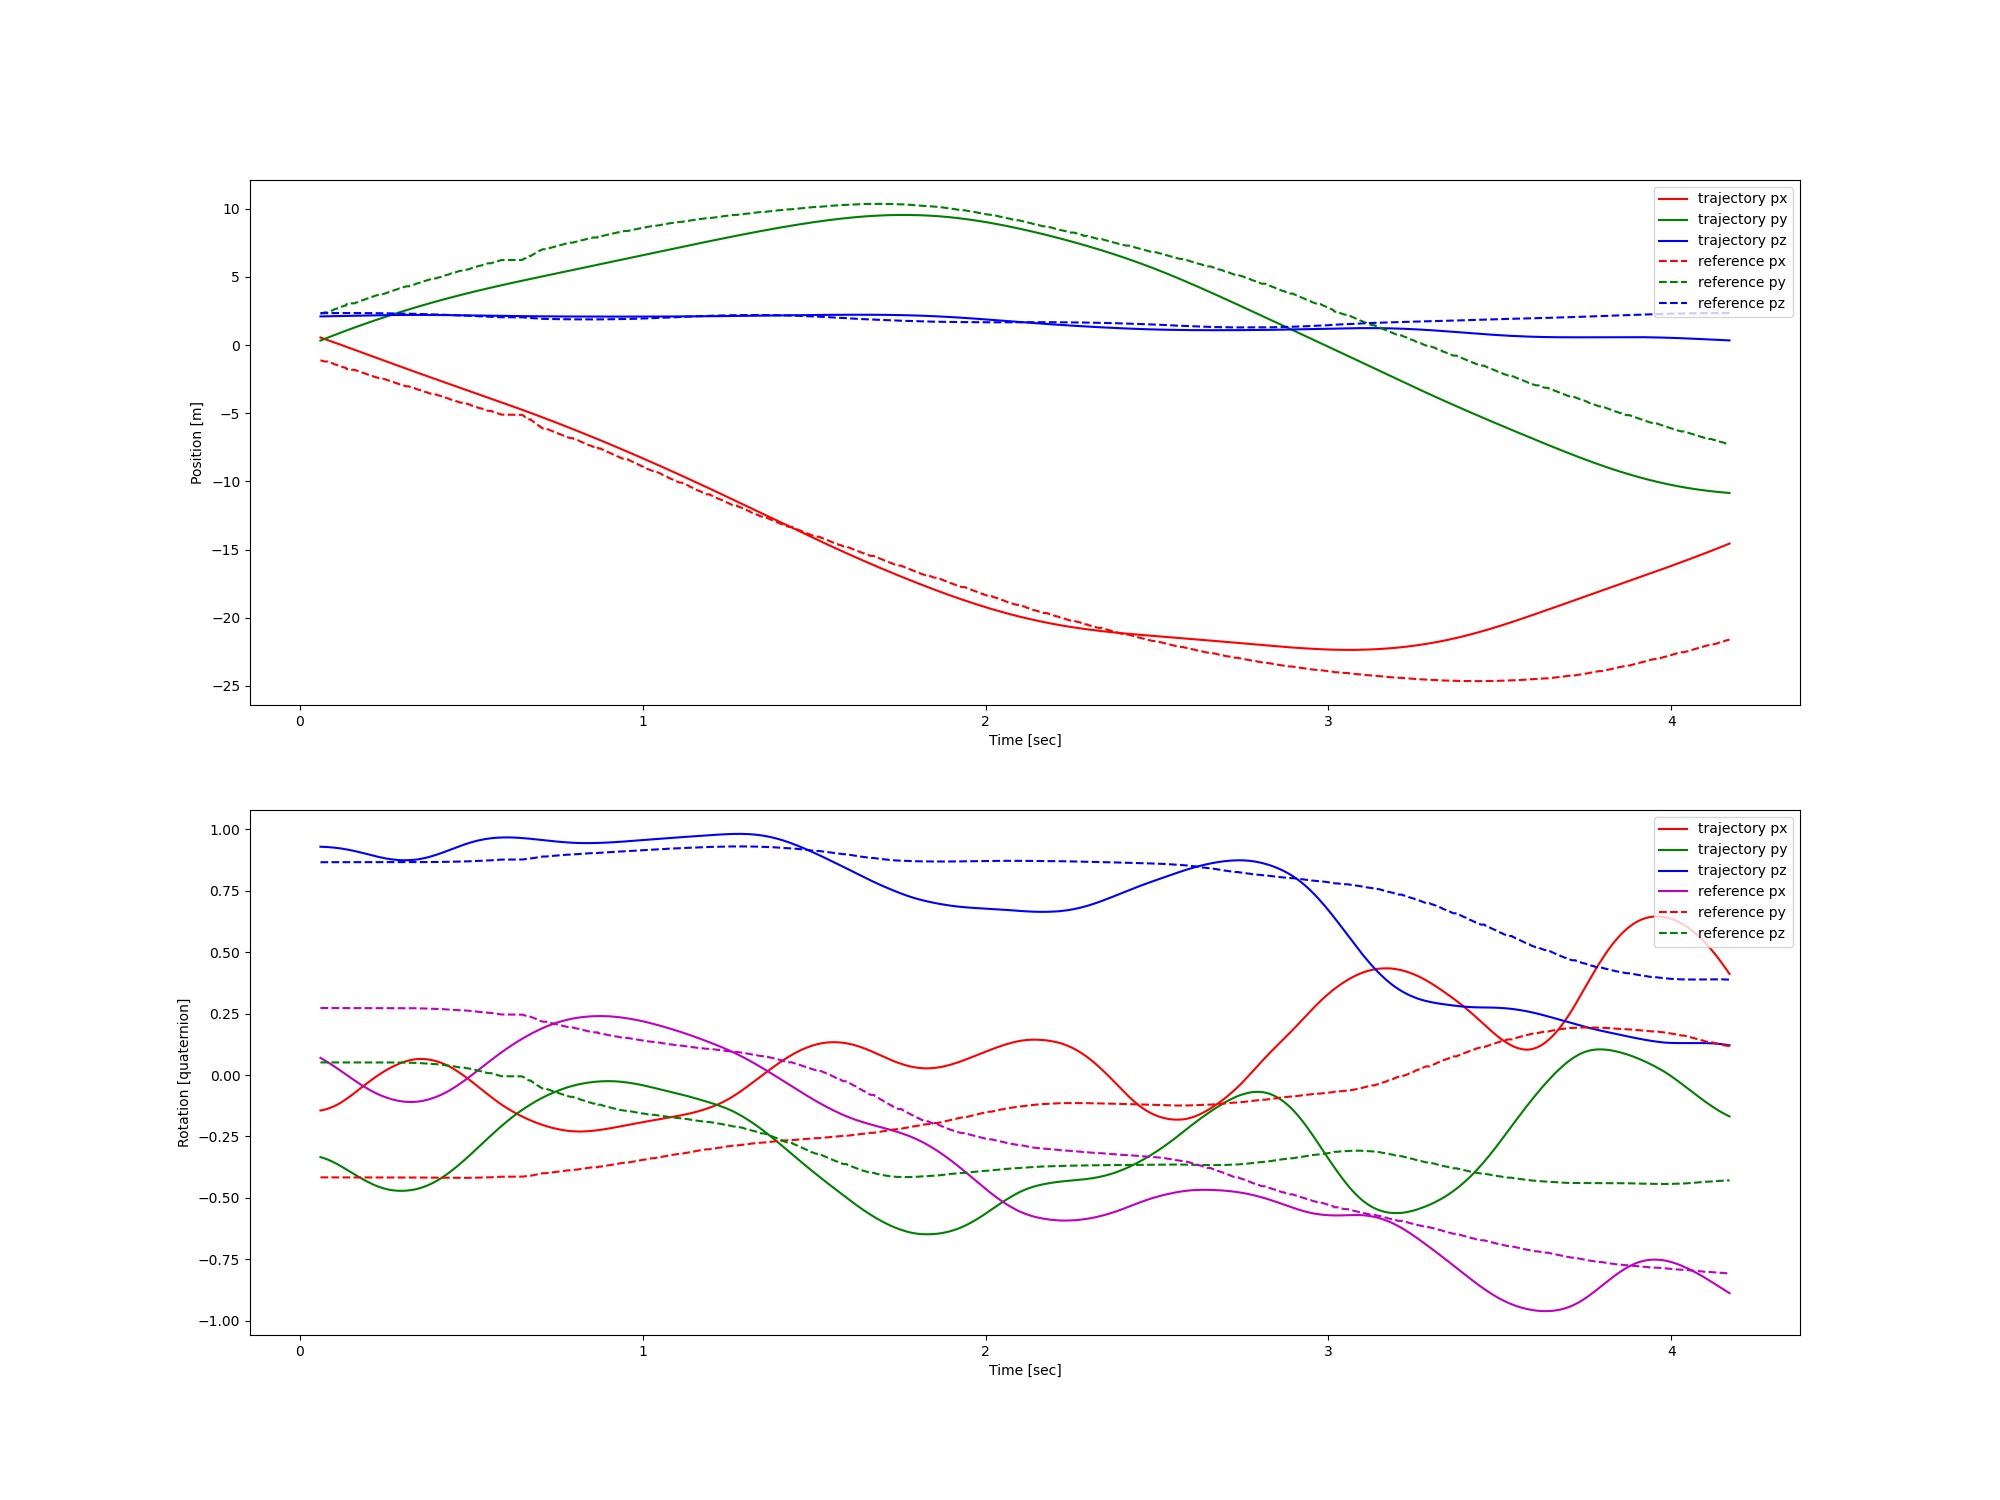 10
5
0
−5
−10
−15
−20
−25
Position [m]
0 1 2 3 4
Time [sec]
trajectory px
trajectory py
trajectory pz
reference px
reference py
reference pz
1.00
0.75
0.50
0.25
0.00
−0.25
−0.50
−0.75
−1.00
Rotation [quaternion]
0 1 2 3 4
Time [sec]
trajectory px
trajectory py
trajectory pz
reference px
reference py
reference pz